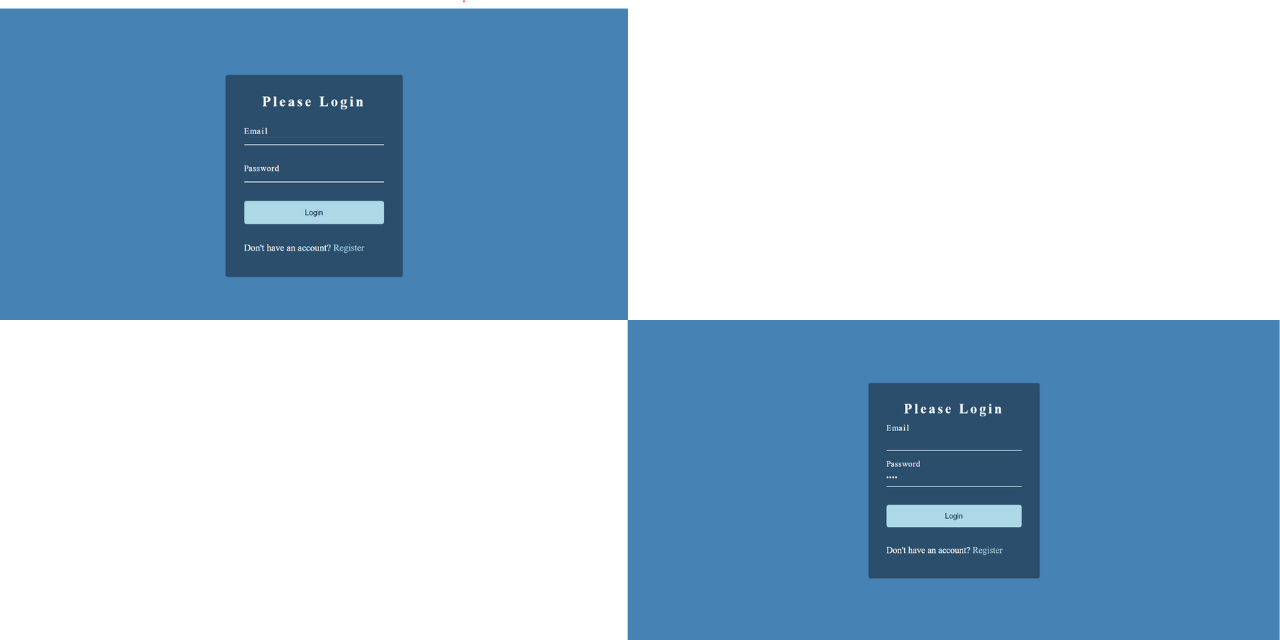 Please Login
Email
Password
Login
Don't have an account? Register
Please Login
Email
Password
••••
Login
Don't have an account? Register